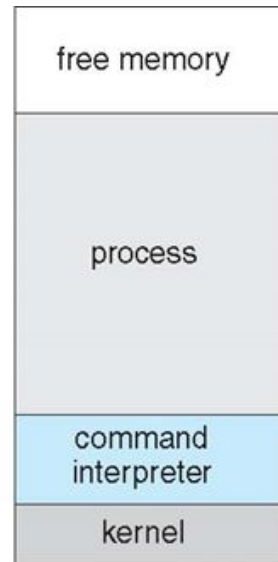 free memory
process
command
interpreter
kernel